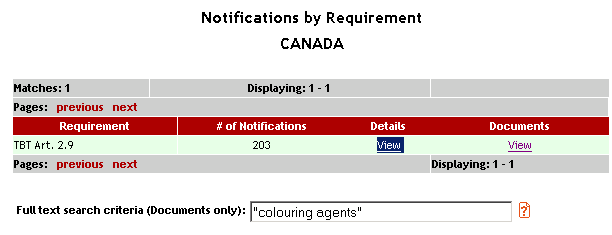 Notifications by Requirement
CANADA
Matches: 1 Displaying: 1 - 1
Pages: previous next
Requirement # of Notifications Details Documents
TBT Art. 2.9 203 View View
Pages: previous next Displaying: 1 - 1
Full text search criteria (Documents only): "colouring agents" ?